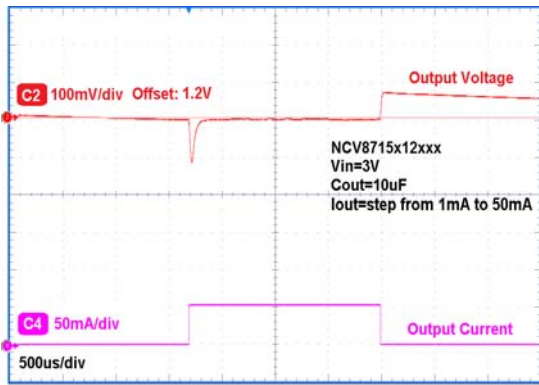 C2 100mV/div Offset: 1.2V
Output Voltage
NCV8715x12xxx
Vin=3V
Cout=10uF
Iout=step from 1mA to 50mA
C4 50mA/div
Output Current
500us/div